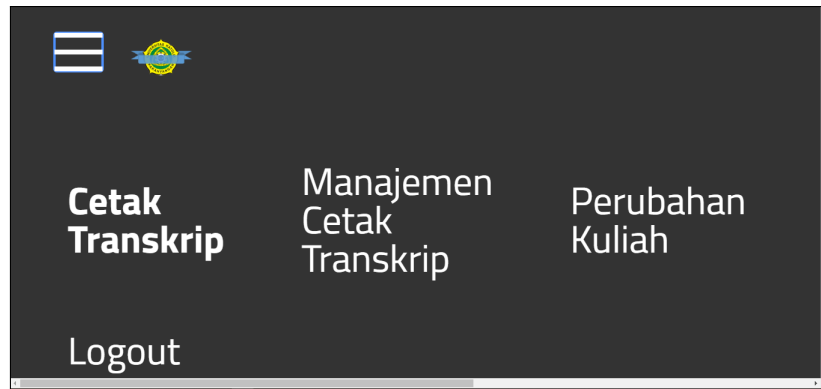 Cetak
Transkrip
Manajemen
Cetak
Transkrip
Perubahan
Kuliah
Logout